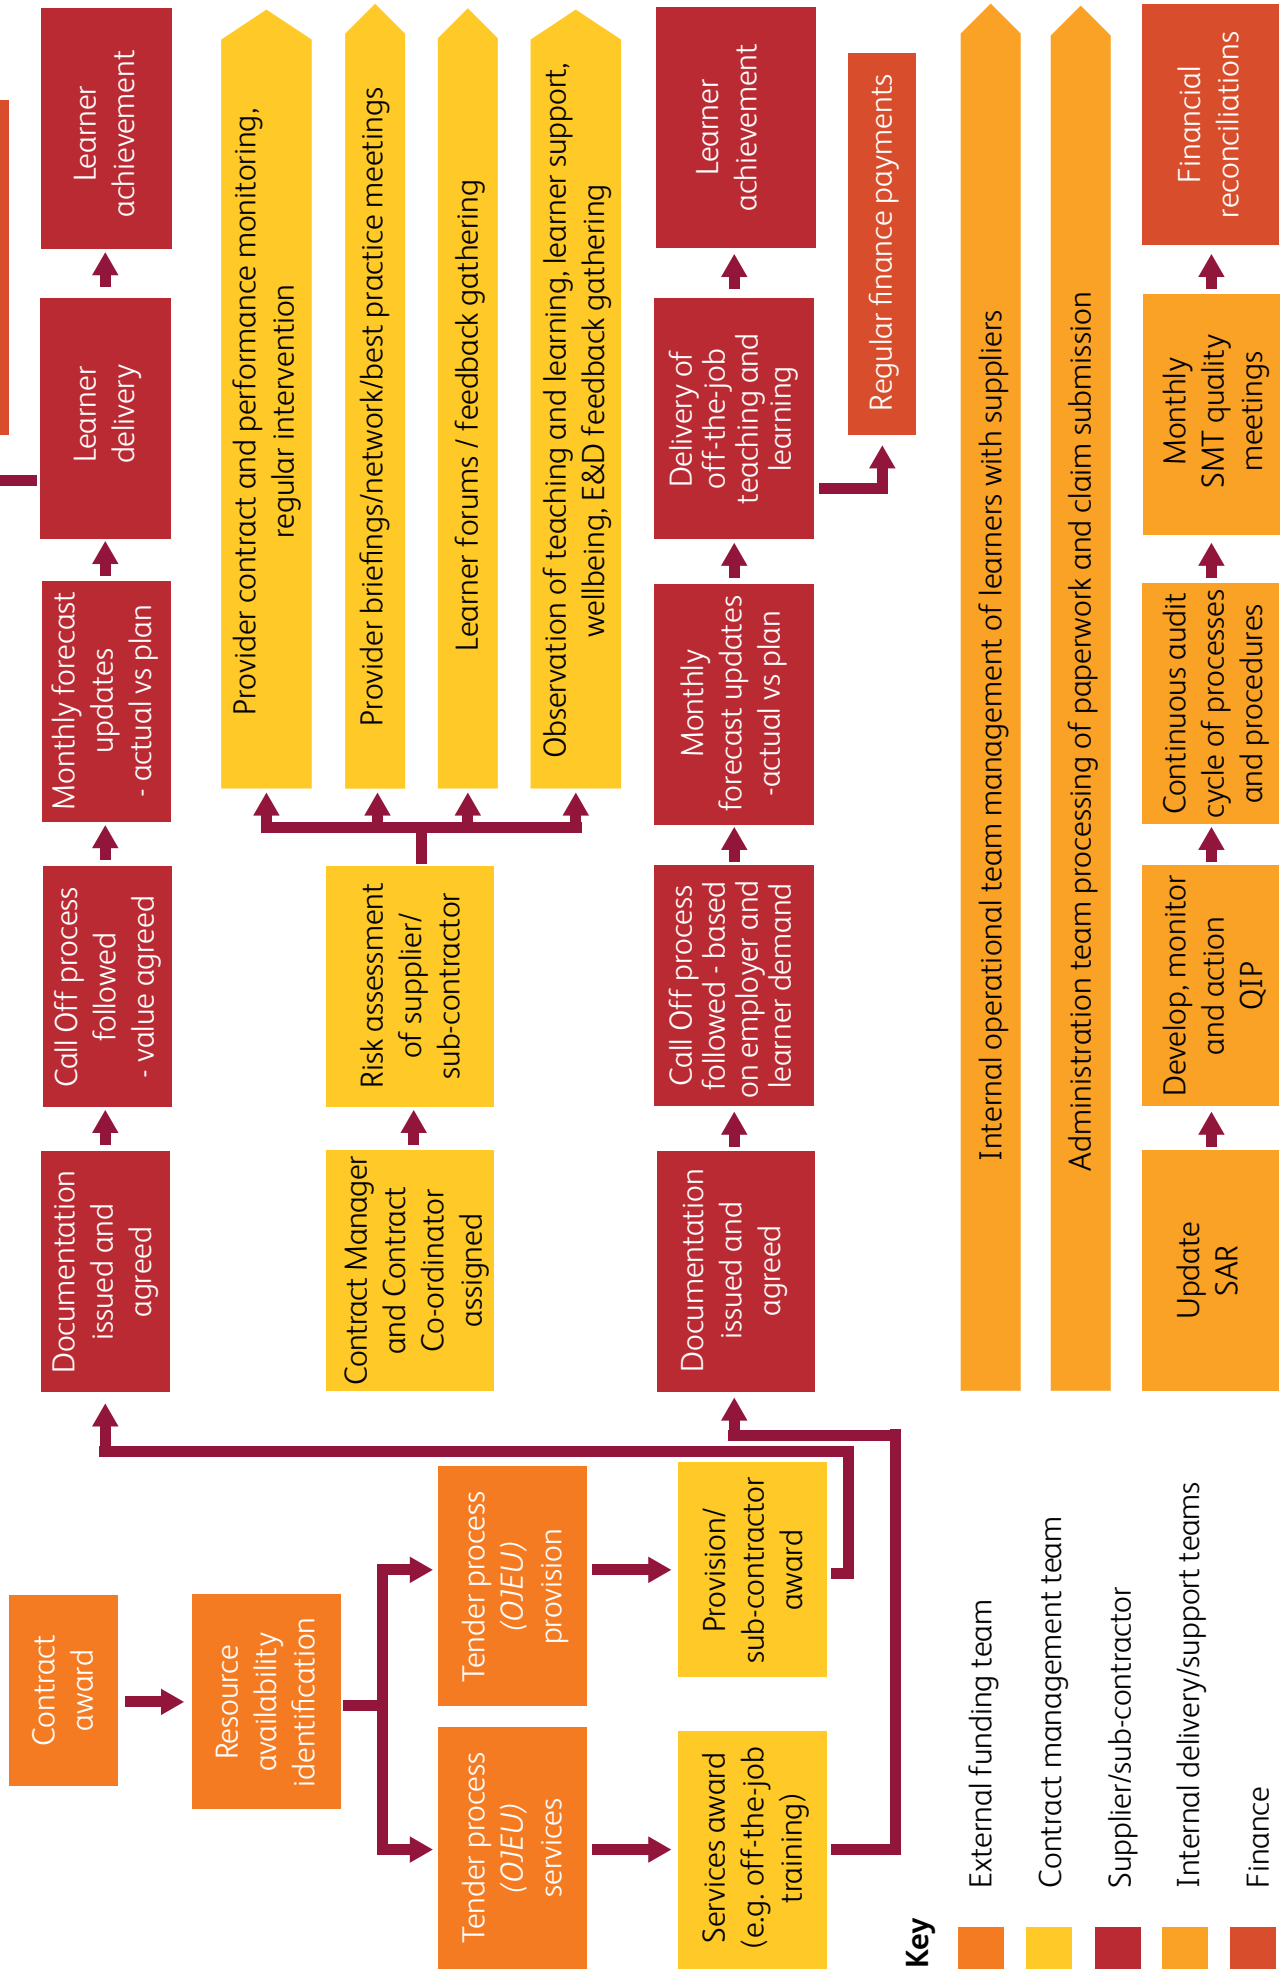 Contract
award
Resource
availability
identification
Tender process
(OJEU)
services
Tender process
(OJEU)
provision
Services award
(e.g. off-the-job
training)
Provision/
sub-contractor
award
Documentation
issued and
agreed
Call Off process
followed
- value agreed
Monthly forecast
updates
- actual vs plan
Learner
delivery
Learner
achievement
Contract Manager
and Contract
Co-ordinator
assigned
Risk assessment
of supplier/
sub-contractor
Provider contract and performance monitoring,
regular intervention
Provider briefings/network/best practice meetings
Learner forums / feedback gathering
Observation of teaching and learning, learner support,
wellbeing, E&D feedback gathering
Documentation
issued and
agreed
Call Off process
followed - based
on employer and
learner demand
Monthly
forecast updates
-actual vs plan
Delivery of
off-the-job
teaching and
learning
Learner
achievement
Regular finance payments
Internal operational team management of learners with suppliers
Administration team processing of paperwork and claim submission
Update
SAR
Develop, monitor
and action
QIP
Continuous audit
cycle of processes
and procedures
Monthly
SMT quality
meetings
Financial
reconciliations
Key
External funding team
Contract management team
Supplier/sub-contractor
Internal delivery/support teams
Finance